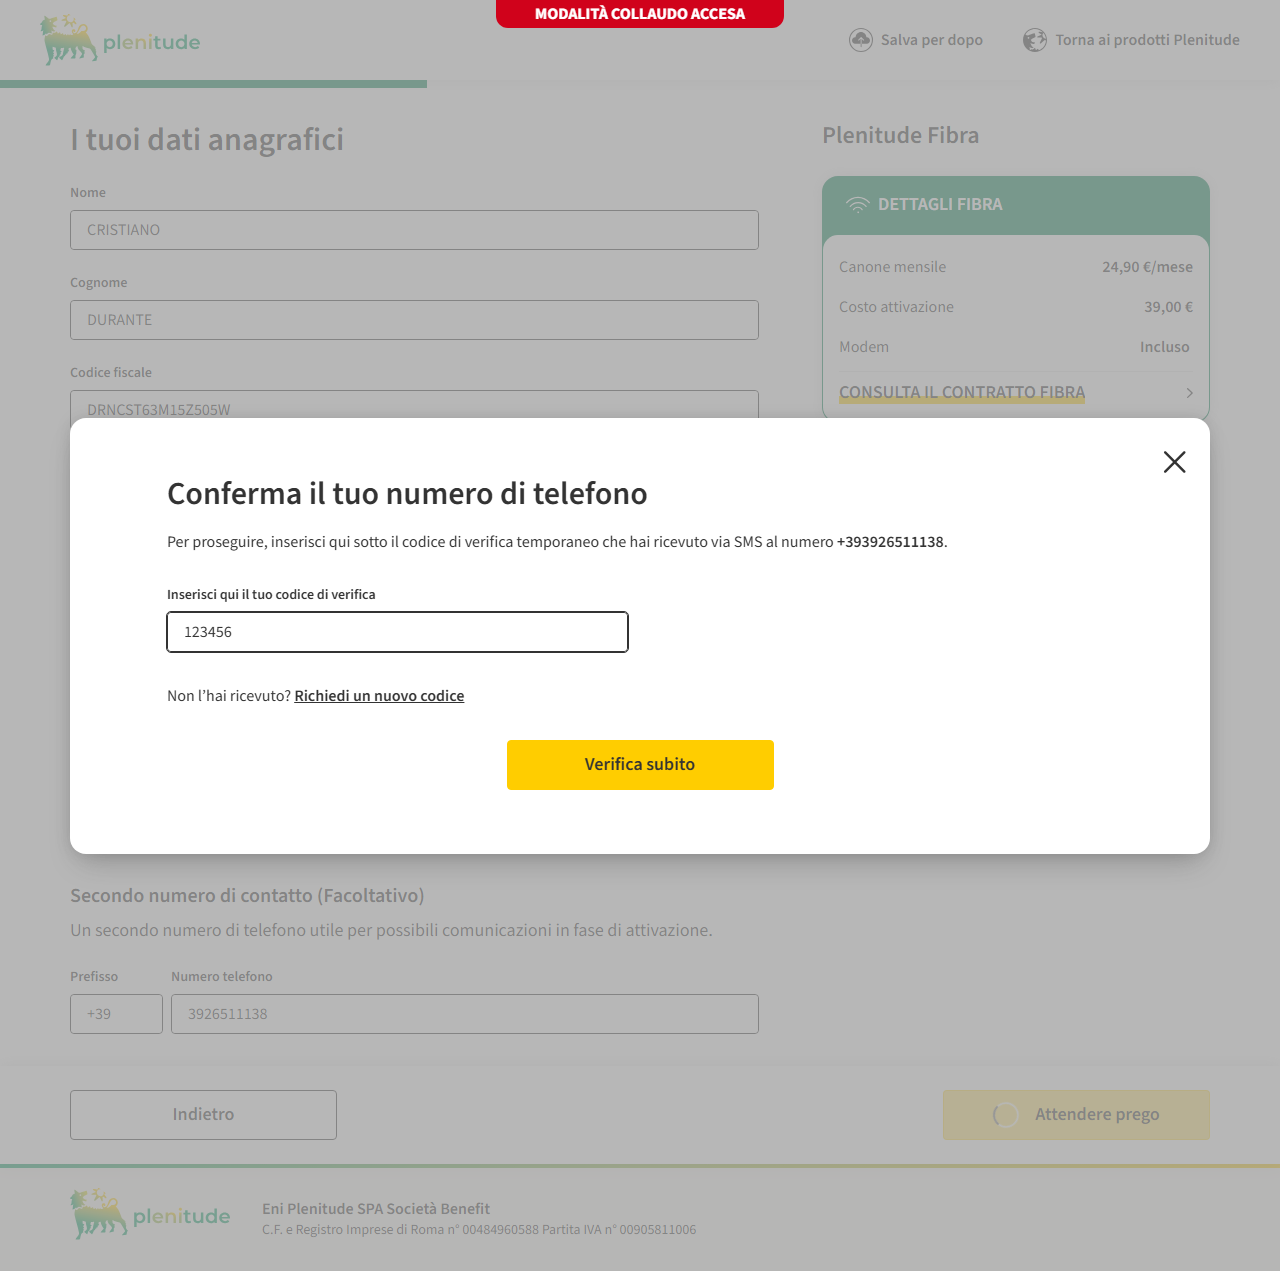 MODALITÀ COLLAUDO ACCESA
plenitude
Salva per dopo
Torna ai prodotti Plenitude
I tuoi dati anagrafici
Nome
CRISTIANO
Cognome
DURANTE
Codice fiscale
DRNCST63M15Z505W
Plenitude Fibra
DETTAGLI FIBRA
Canone mensile 24,90 €/mese
Costo attivazione 39,00 €
Modem Incluso
CONSULTA IL CONTRATTO FIBRA
Conferma il tuo numero di telefono
Per proseguire, inserisci qui sotto il codice di verifica temporaneo che hai ricevuto via SMS al numero +393926511138.
Inserisci qui il tuo codice di verifica
123456
Non l’hai ricevuto? Richiedi un nuovo codice
Verifica subito
Secondo numero di contatto (Facoltativo)
Un secondo numero di telefono utile per possibili comunicazioni in fase di attivazione.
Prefisso Numero telefono
+39 3926511138
Indietro
Attendere prego
plenitude
Eni Plenitude SPA Società Benefit
C.F. e Registro Imprese di Roma n° 00484960588 Partita IVA n° 00905811006